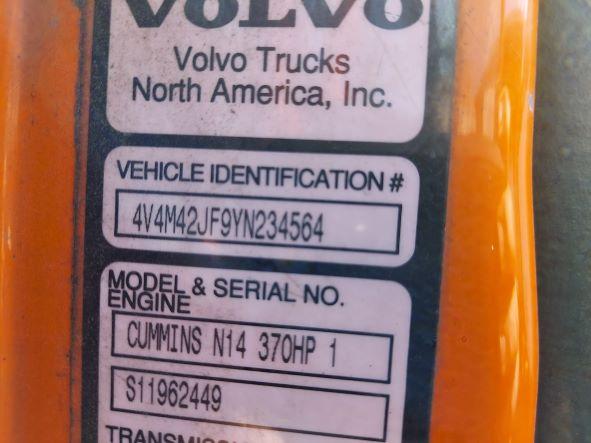 VOLVO
Volvo Trucks
North America, Inc.
VEHICLE IDENTIFICATION #
4V4M42JF9YN234564
MODEL & SERIAL NO.
ENGINE
CUMMINS N14 370HP 1
S11962449